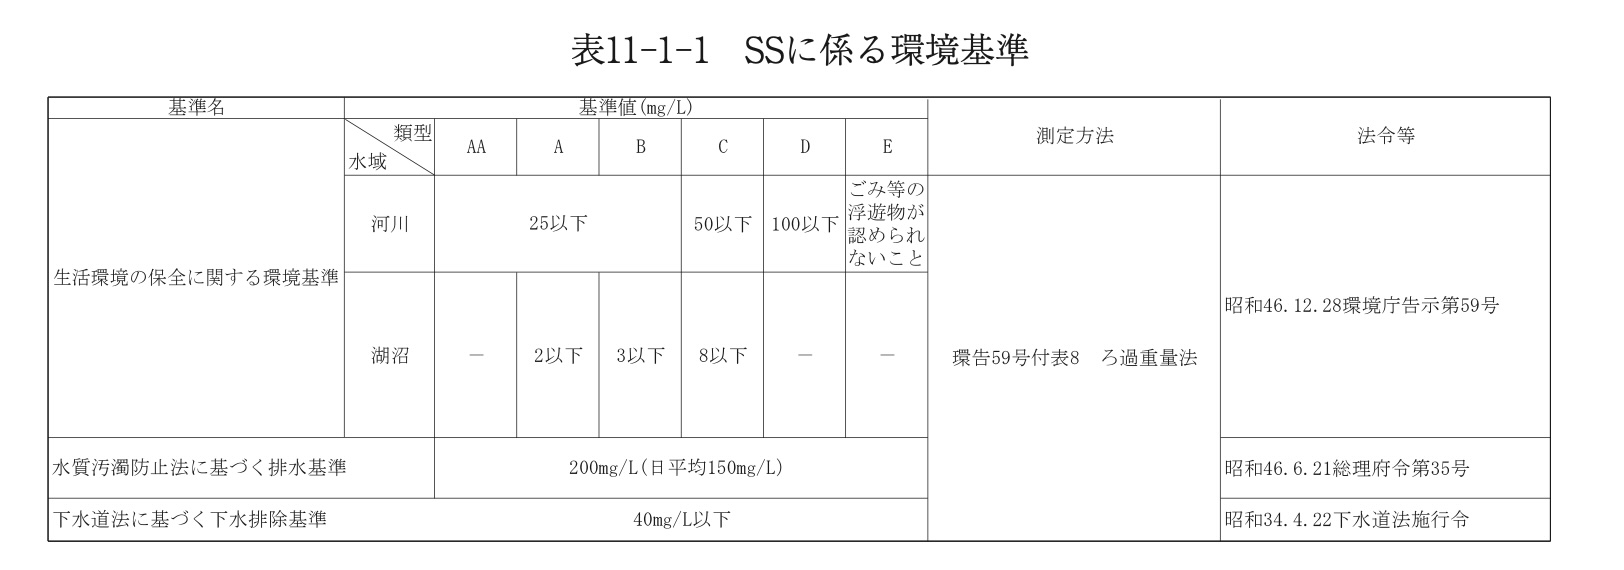 表11-1-1　SSに係る環境基準
基準名
基準値(mg/L)
測定方法
法令等
類型
水域
AA
A
B
C
D
E
生活環境の保全に関する環境基準
河川
25以下
50以下
100以下
ごみ等の
浮遊物が
認められ
ないこと
湖沼
－
2以下
3以下
8以下
－
－
環告59号付表8　ろ過重量法
昭和46.12.28環境庁告示第59号
水質汚濁防止法に基づく排水基準
200mg/L(日平均150mg/L)
昭和46.6.21総理府令第35号
下水道法に基づく下水排除基準
40mg/L以下
昭和34.4.22下水道法施行令